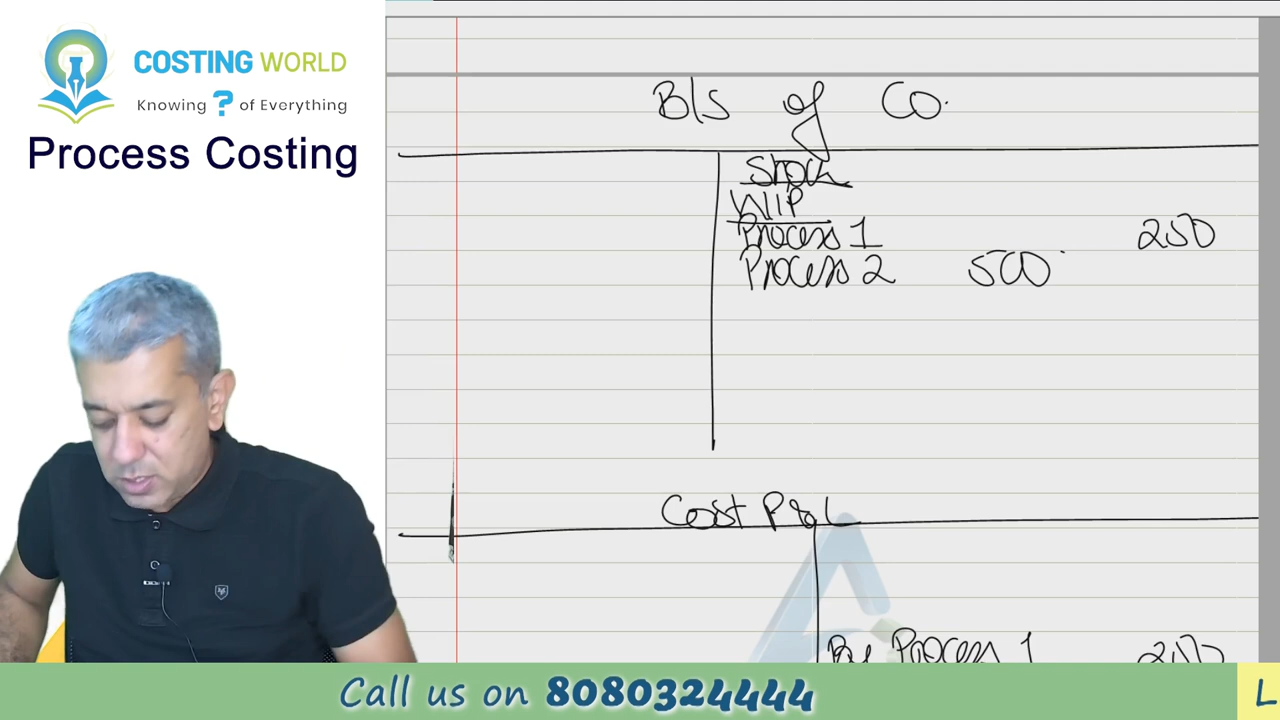 COSTING WORLD
Knowing ? of Everything
Process Costing
B/S of Co.
Stock
WIP
Process 1 250
Process 2 500
Cost P&L
By Process 1
Call us on 8080324444
L